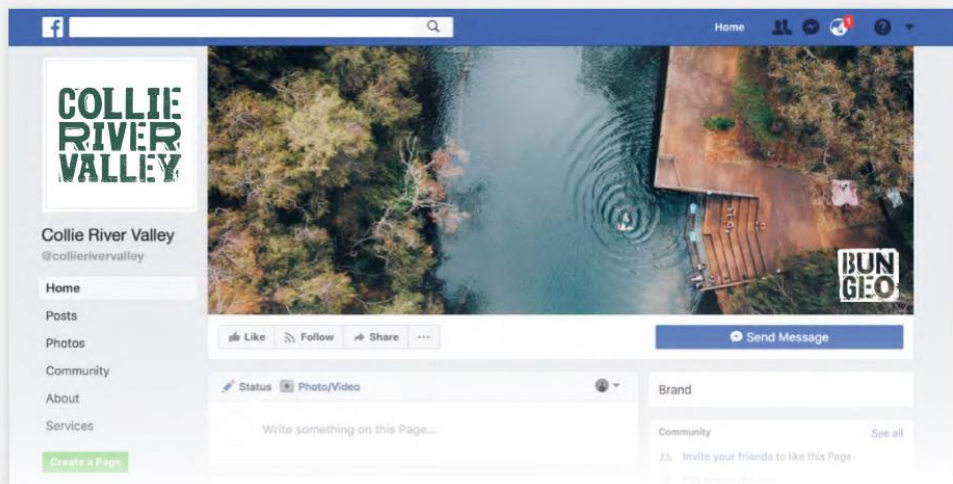 f
Home
1
?
COLLIE
RIVER
VALLEY
Collie River Valley
@collierivervalley
Home
Posts
Photos
Community
About
Services
Create a Page
BUN
GEO
Like Follow Share ...
Send Message
Status Photo/Video
Write something on this Page...
Brand
Community See all
Invite your friends to like this Page